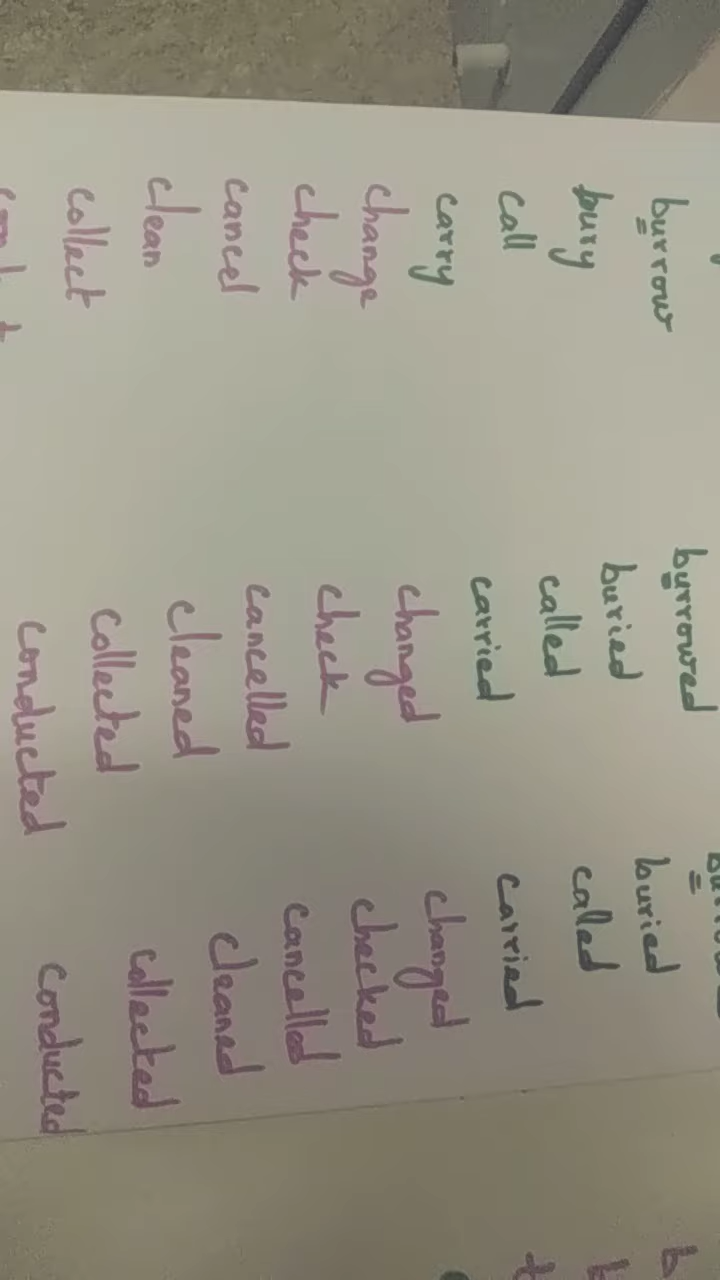 burrow burrowed
bury buried buried
call called called
carry carried carried
change changed changed
check check checked
cancel cancelled cancelled
clean cleaned cleaned
collect collected collected
conducted conducted